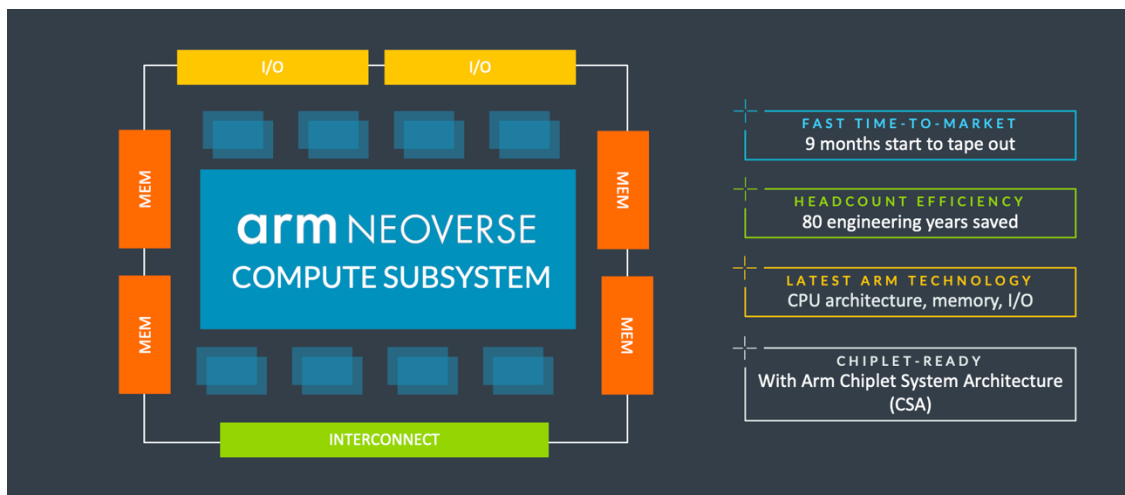 I/O
I/O
MEM
MEM
MEM
MEM
arm NEOVERSE
COMPUTE SUBSYSTEM
INTERCONNECT
FAST TIME-TO-MARKET
9 months start to tape out
HEADCOUNT EFFICIENCY
80 engineering years saved
LATEST ARM TECHNOLOGY
CPU architecture, memory, I/O
CHIPLET-READY
With Arm Chiplet System Architecture
(CSA)